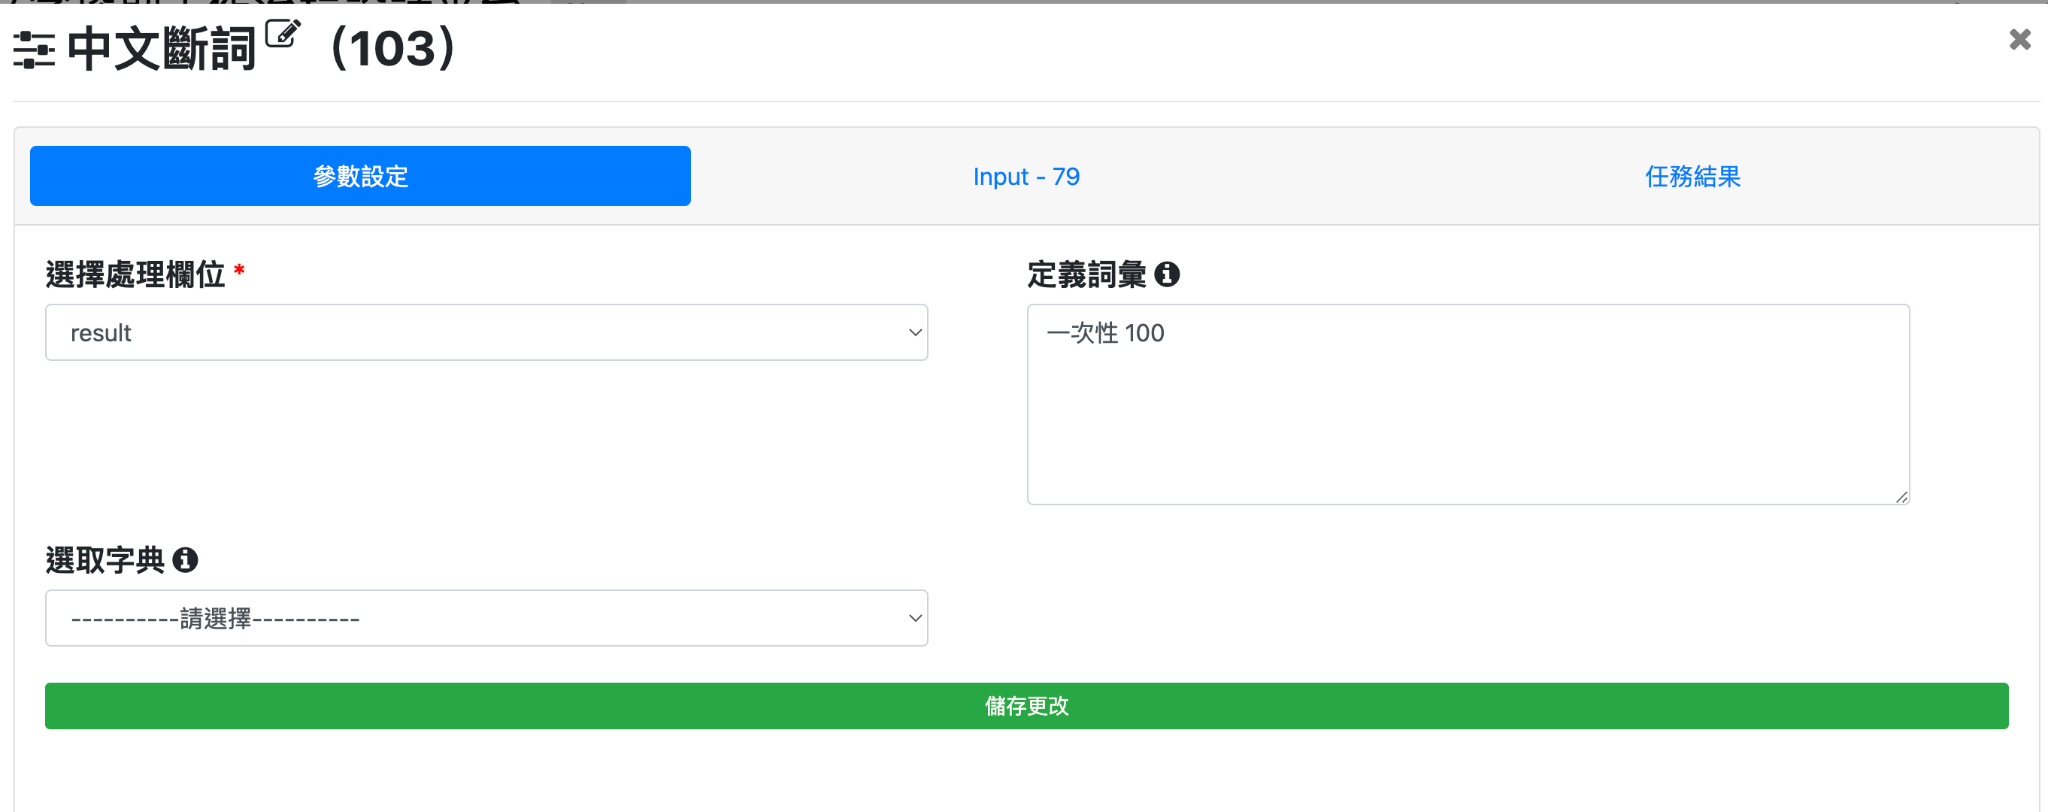 中文斷詞 (103)
參數設定
Input - 79
任務結果
選擇處理欄位 *
result
定義詞彙
一次性 100
選取字典
----------請選擇----------
儲存更改